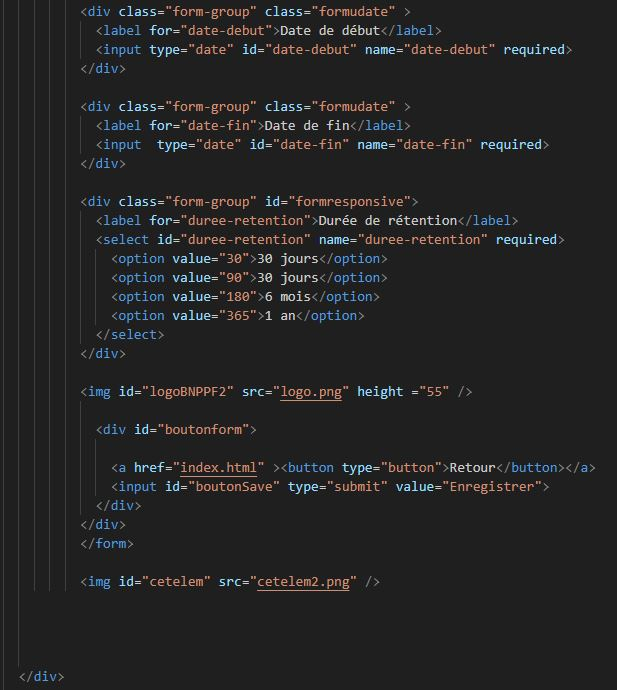 <div class="form-group" class="formudate" >
<label for="date-debut">Date de début</label>
<input type="date" id="date-debut" name="date-debut" required>
</div>
<div class="form-group" class="formudate" >
<label for="date-fin">Date de fin</label>
<input  type="date" id="date-fin" name="date-fin" required>
</div>
<div class="form-group" id="formresponsive">
<label for="duree-retention">Durée de rétention</label>
<select id="duree-retention" name="duree-retention" required>
<option value="30">30 jours</option>
<option value="90">30 jours</option>
<option value="180">6 mois</option>
<option value="365">1 an</option>
</select>
</div>
<img id="logoBNPPF2" src="logo.png" height ="55" />
<div id="boutonform">
<a href="index.html" ><button type="button">Retour</button></a>
<input id="boutonSave" type="submit" value="Enregistrer">
</div>
</div>
</form>
<img id="cetelem" src="cetelem2.png" />
</div>